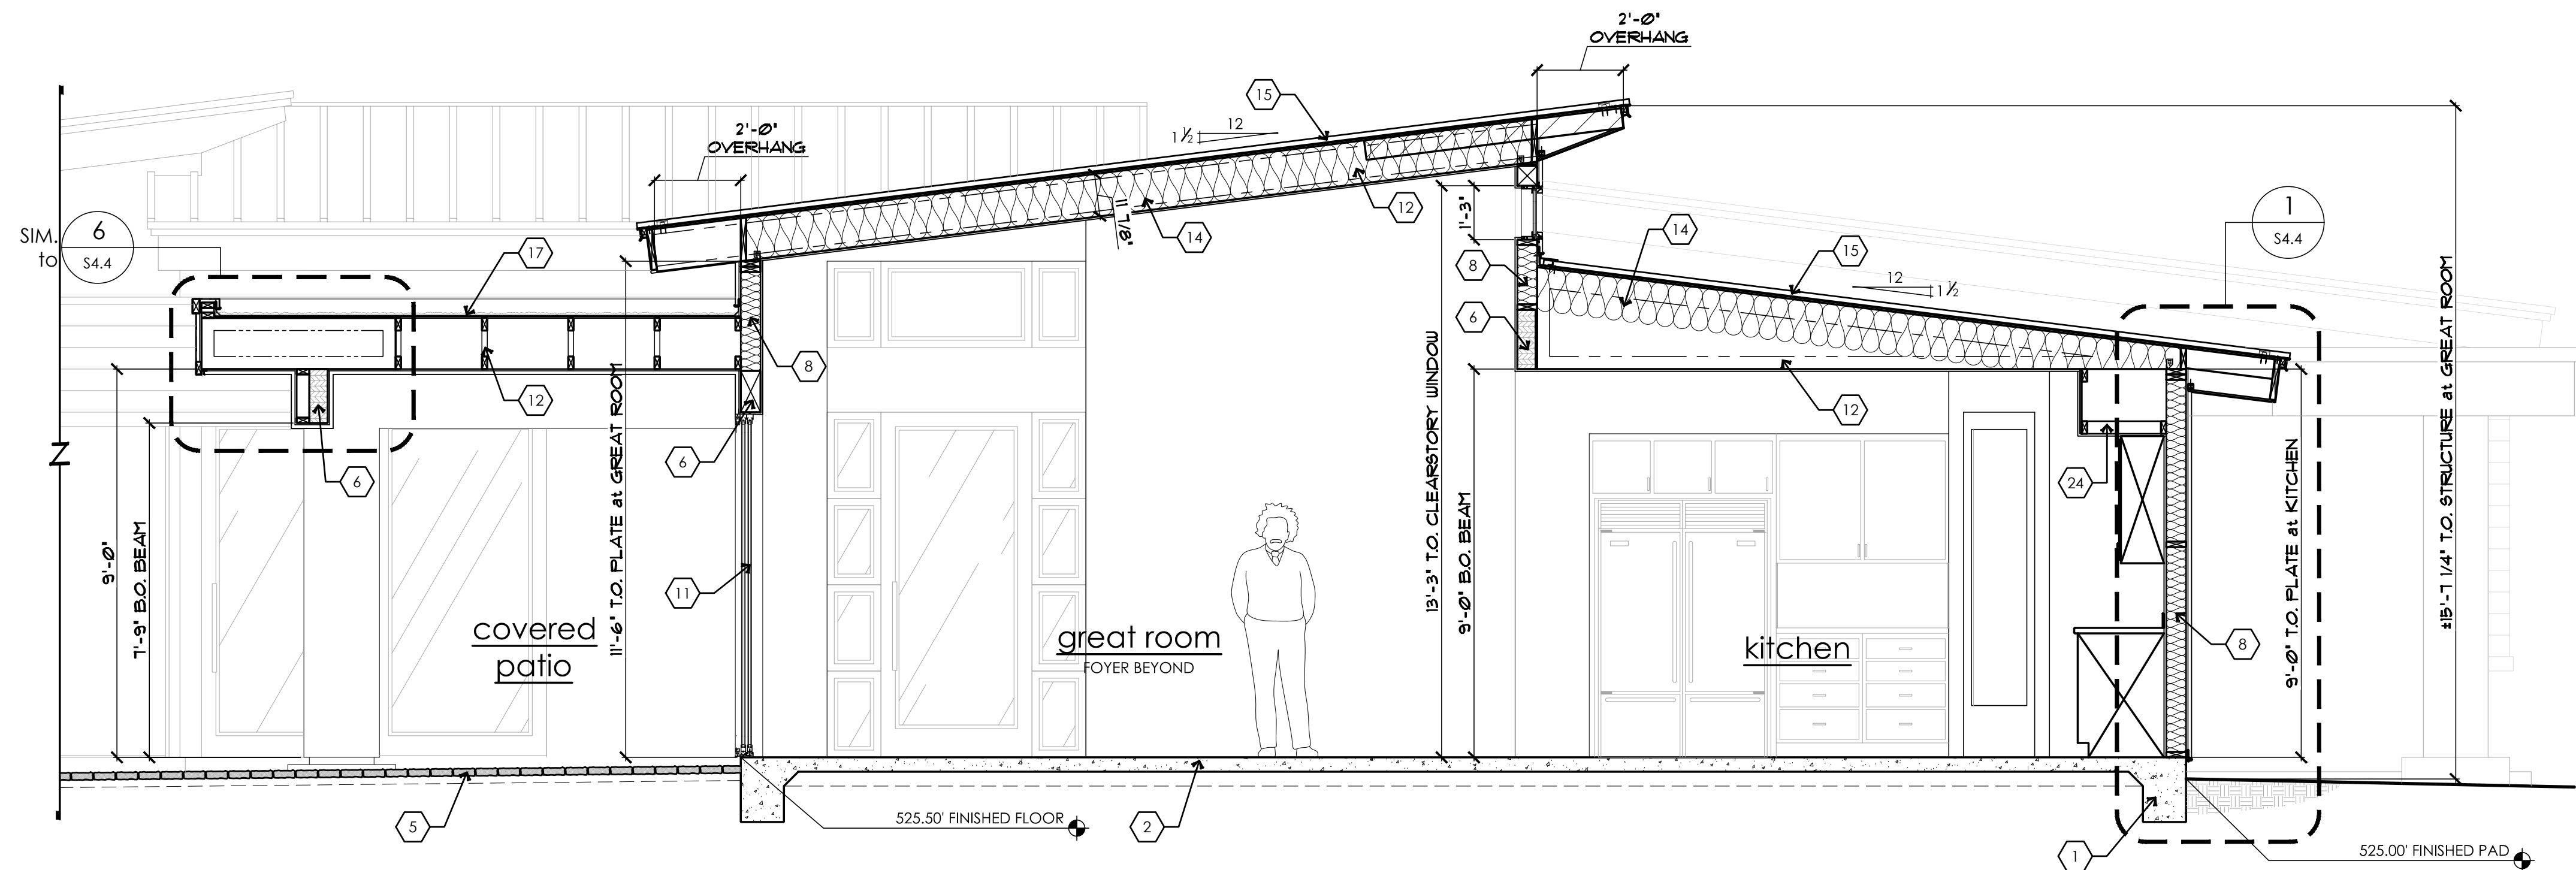 2'-0"
OVERHANG
2'-0"
OVERHANG
15
12
1 1/2
SIM.
to
6
S4.4
17
11 7/8"
14
12
1'-3"
8
6
14
15
12
1 1/2
1
S4.4
8
12
6
6
12
24
11
9'-0"
7'-9" B.O. BEAM
11'-6" T.O. PLATE at GREAT ROOM
13'-3" T.O. CLEARSTORY WINDOW
9'-0" B.O. BEAM
9'-0" T.O. PLATE at KITCHEN
±15'-7 1/4" T.O. STRUCTURE at GREAT ROOM
covered
patio
great room
FOYER BEYOND
kitchen
8
5
525.50' FINISHED FLOOR
2
1
525.00' FINISHED PAD